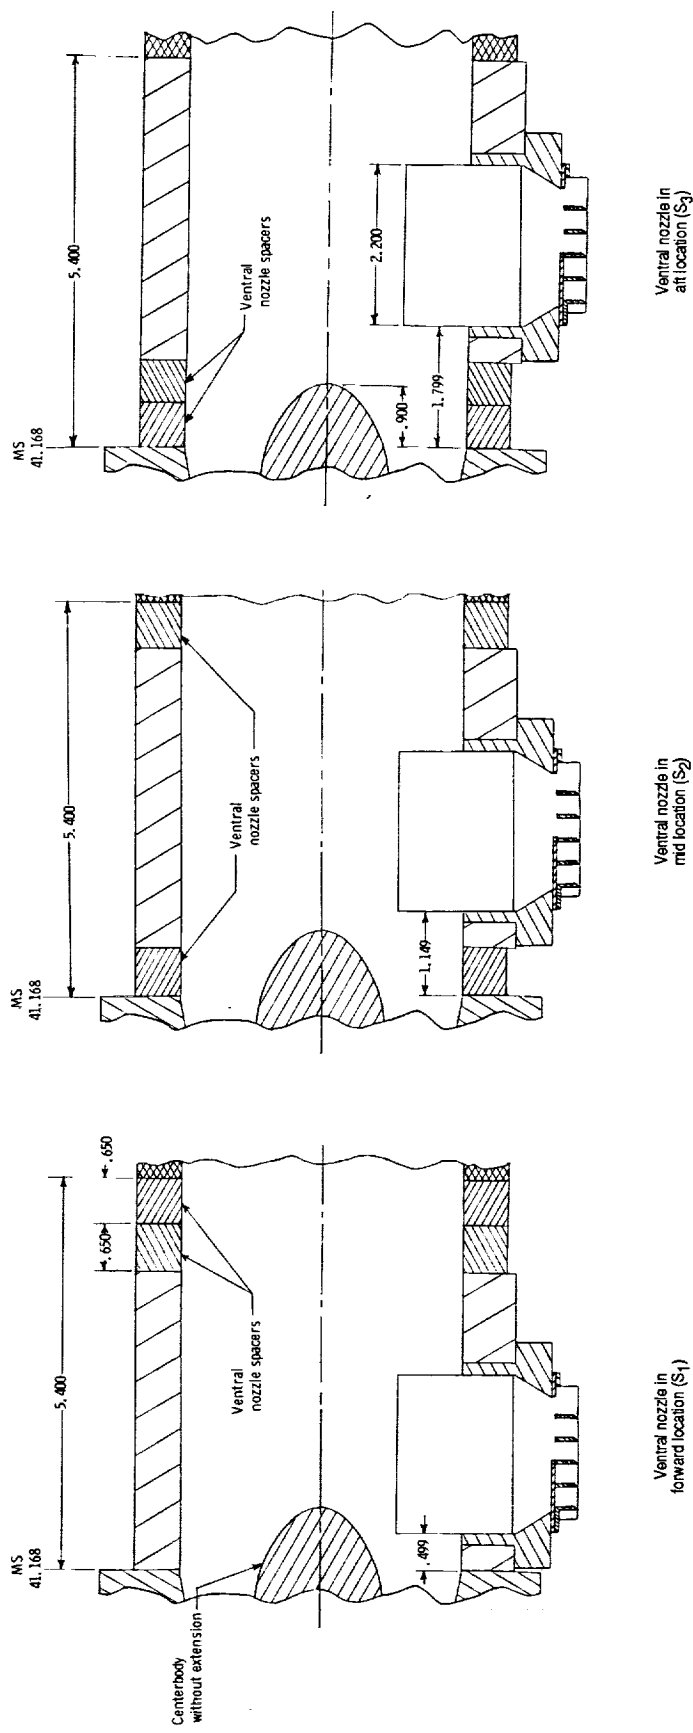 MS
41.168
5.400
Ventral
nozzle spacers
2.200
.900
1.799
Ventral nozzle in
aft location (S3)
MS
41.168
5.400
Ventral
nozzle spacers
1.149
Ventral nozzle in
mid location (S2)
MS
41.168
5.400
.650
.650
Ventral
nozzle spacers
Centerbody
without extension
.499
Ventral nozzle in
forward location (S1)